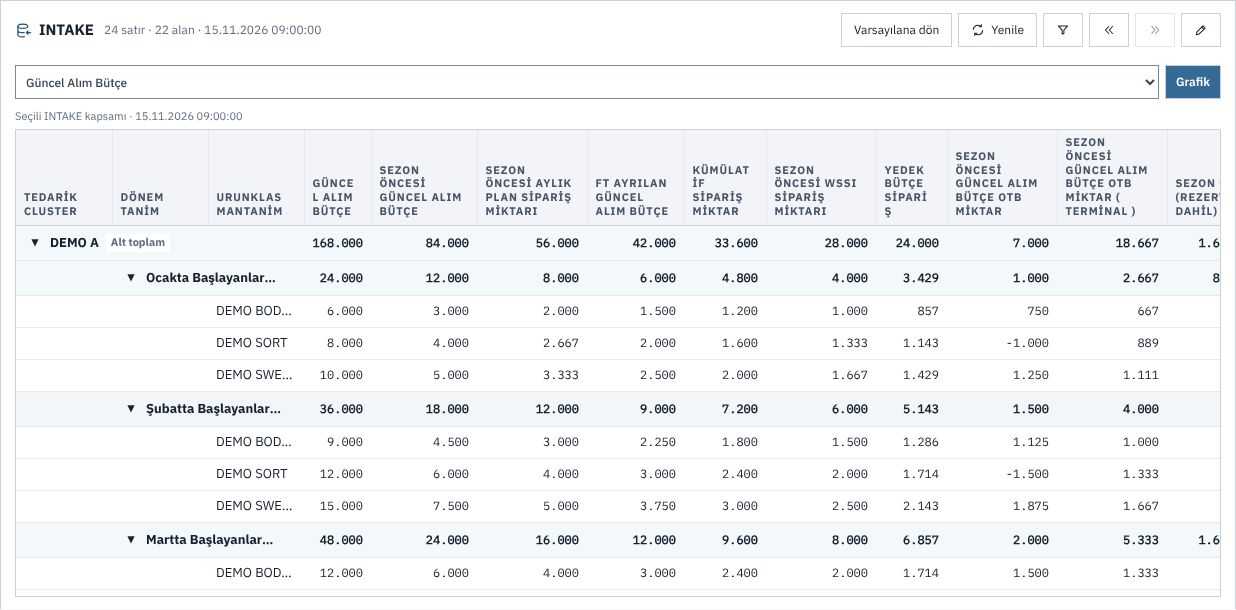 INTAKE 24 satır · 22 alan · 15.11.2026 09:00:00 Varsayılana dön Yenile
Güncel Alım Bütçe Grafik
Seçili INTAKE kapsamı · 15.11.2026 09:00:00
TEDARİK CLUSTER
DÖNEM TANİM
URUNKLAS MANTANİM
GÜNCE L ALIM BÜTÇE
SEZON ÖNCESİ GÜNCEL ALIM BÜTÇE
SEZON ÖNCESİ AYLIK PLAN SİPARİŞ MİKTARI
FT AYRILAN GÜNCEL ALIM BÜTÇE
KÜMÜLAT İF SİPARİŞ MİKTAR
SEZON ÖNCESİ WSSI SİPARİŞ MİKTARI
YEDEK BÜTÇE SİPARİ Ş
SEZON ÖNCESİ GÜNCEL ALIM BÜTÇE OTB MİKTAR
SEZON ÖNCESİ GÜNCEL ALIM BÜTÇE OTB MİKTAR ( TERMİNAL )
SEZON DAHİL)
▼ DEMO A Alt toplam 168.000 84.000 56.000 42.000 33.600 28.000 24.000 7.000 18.667 1.6
▼ Ocakta Başlayanlar... 24.000 12.000 8.000 6.000 4.800 4.000 3.429 1.000 2.667 8
DEMO BOD... 6.000 3.000 2.000 1.500 1.200 1.000 857 750 667
DEMO SORT 8.000 4.000 2.667 2.000 1.600 1.333 1.143 -1.000 889
DEMO SWE... 10.000 5.000 3.333 2.500 2.000 1.667 1.429 1.250 1.111
▼ Şubatta Başlayanlar... 36.000 18.000 12.000 9.000 7.200 6.000 5.143 1.500 4.000
DEMO BOD... 9.000 4.500 3.000 2.250 1.800 1.500 1.286 1.125 1.000
DEMO SORT 12.000 6.000 4.000 3.000 2.400 2.000 1.714 -1.500 1.333
DEMO SWE... 15.000 7.500 5.000 3.750 3.000 2.500 2.143 1.875 1.667
▼ Martta Başlayanlar... 48.000 24.000 16.000 12.000 9.600 8.000 6.857 2.000 5.333 1.6
DEMO BOD... 12.000 6.000 4.000 3.000 2.400 2.000 1.714 1.500 1.333